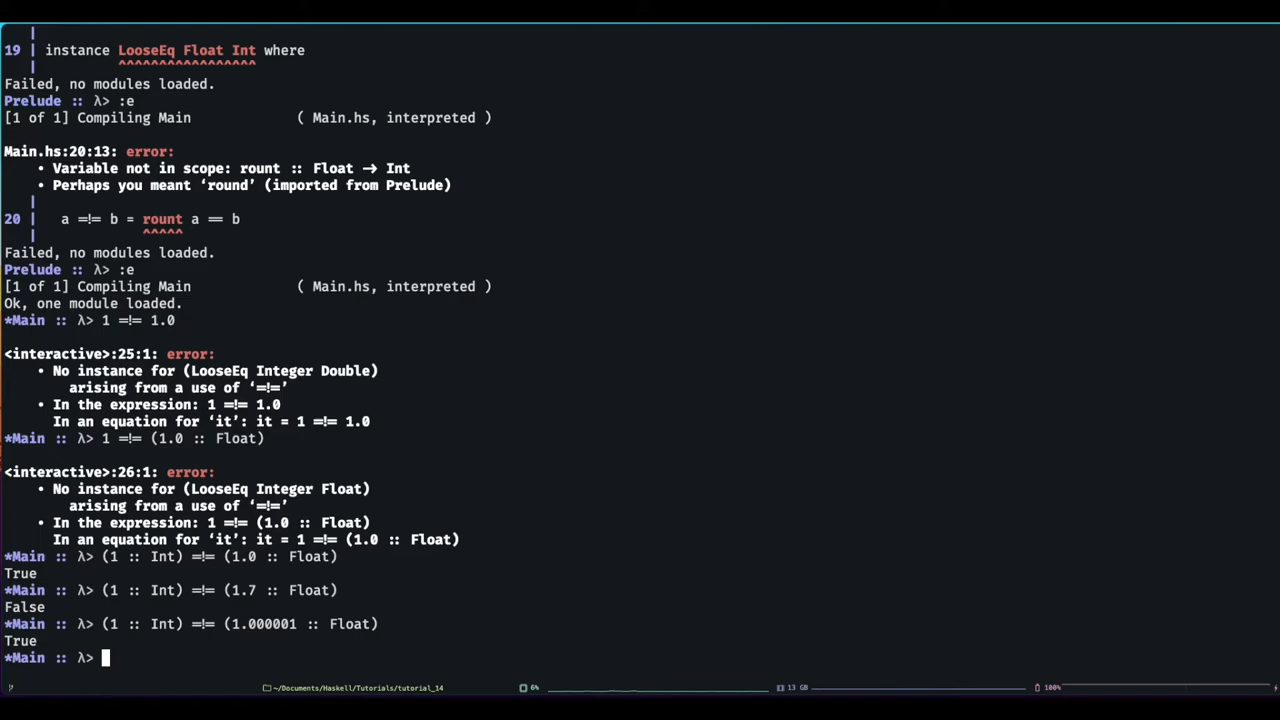 19 | instance LooseEq Float Int where
| ^^^^^^^^^^^^^^^^^
Failed, no modules loaded.
Prelude :: λ> :e
[1 of 1] Compiling Main ( Main.hs, interpreted )
Main.hs:20:13: error:
• Variable not in scope: rount :: Float → Int
• Perhaps you meant ‘round’ (imported from Prelude)
|
20 | a =!= b = rount a == b
| ^^^^^
Failed, no modules loaded.
Prelude :: λ> :e
[1 of 1] Compiling Main ( Main.hs, interpreted )
Ok, one module loaded.
*Main :: λ> 1 =!= 1.0
<interactive>:25:1: error:
• No instance for (LooseEq Integer Double)
arising from a use of ‘=!=’
• In the expression: 1 =!= 1.0
In an equation for ‘it’: it = 1 =!= 1.0
*Main :: λ> 1 =!= (1.0 :: Float)
<interactive>:26:1: error:
• No instance for (LooseEq Integer Float)
arising from a use of ‘=!=’
• In the expression: 1 =!= (1.0 :: Float)
In an equation for ‘it’: it = 1 =!= (1.0 :: Float)
*Main :: λ> (1 :: Int) =!= (1.0 :: Float)
True
*Main :: λ> (1 :: Int) =!= (1.7 :: Float)
False
*Main :: λ> (1 :: Int) =!= (1.000001 :: Float)
True
*Main :: λ>
~/Documents/Haskell/Tutorials/tutorial_14 6% 13 GB 100%